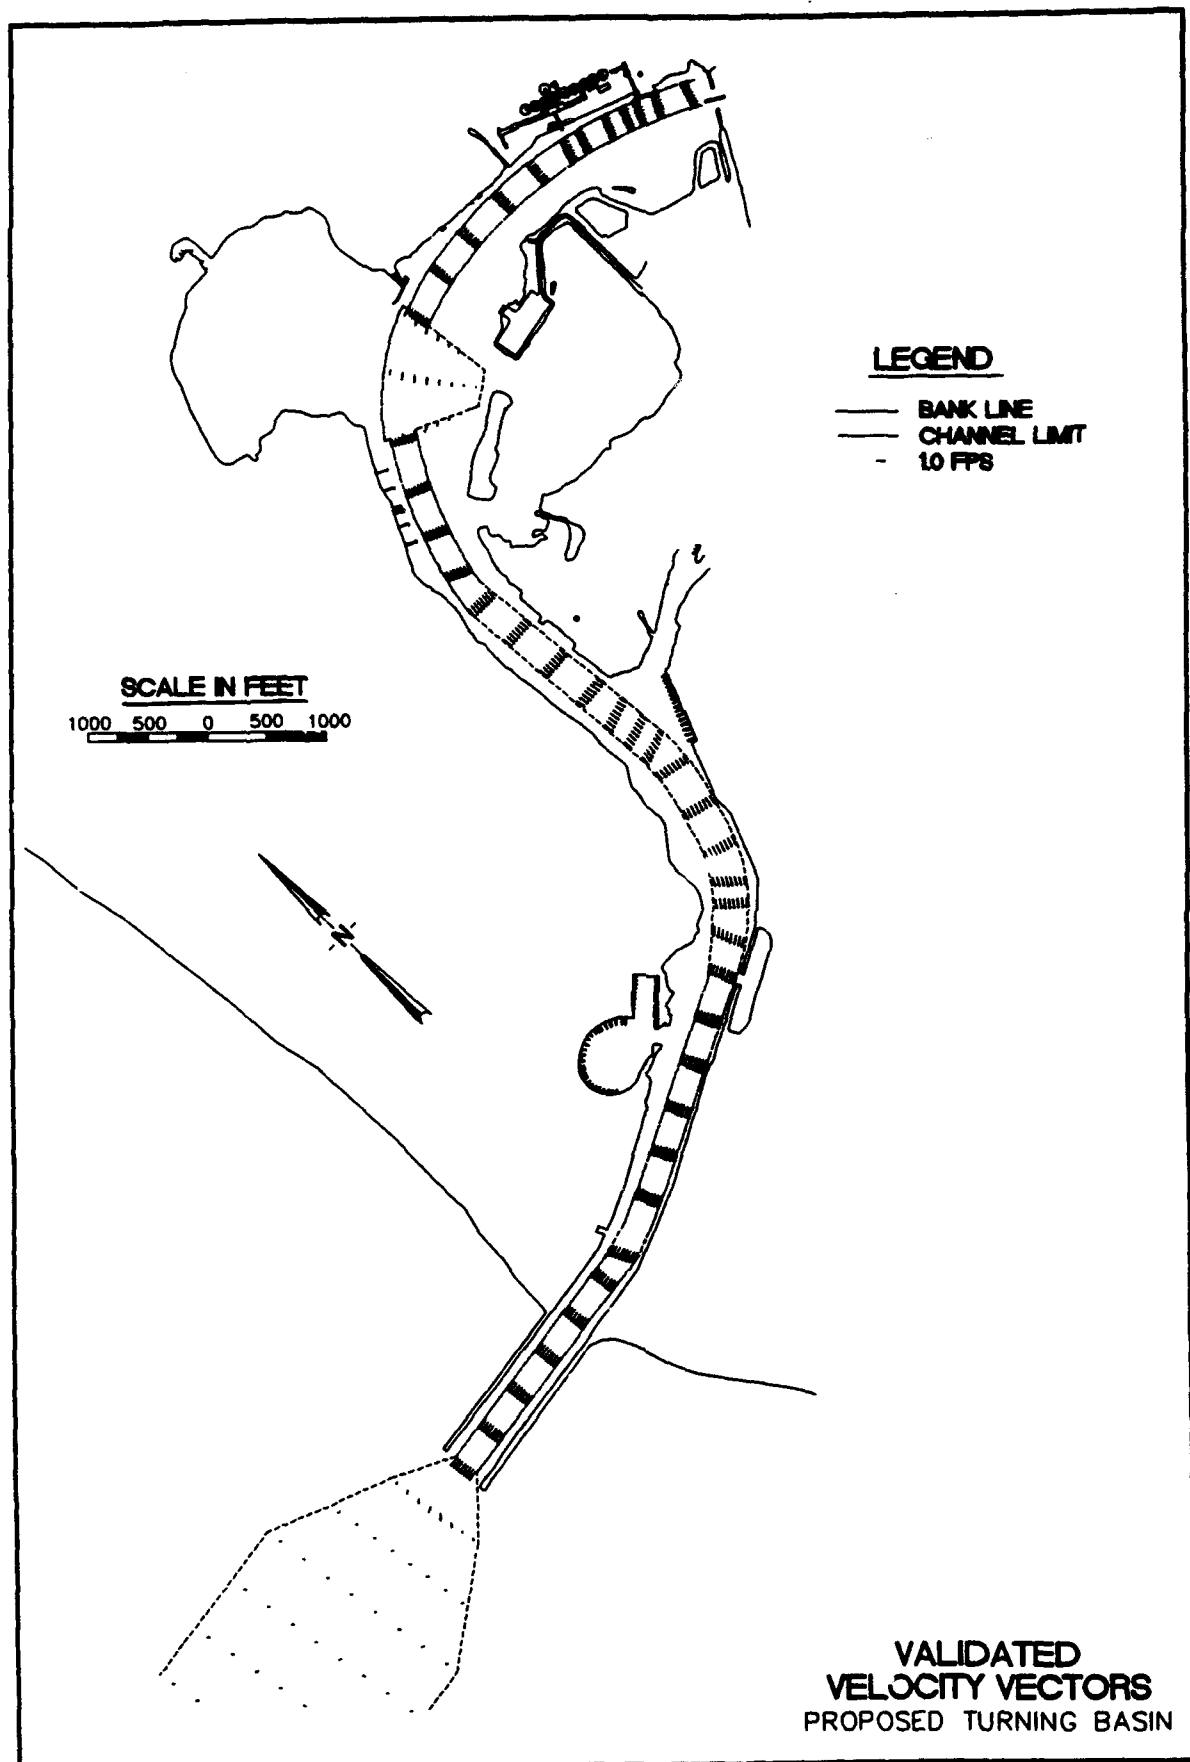 LEGEND
BANK LINE
CHANNEL LIMIT
1.0 FPS
SCALE IN FEET
1000 500 0 500 1000
N
VALIDATED
VELOCITY VECTORS
PROPOSED TURNING BASIN